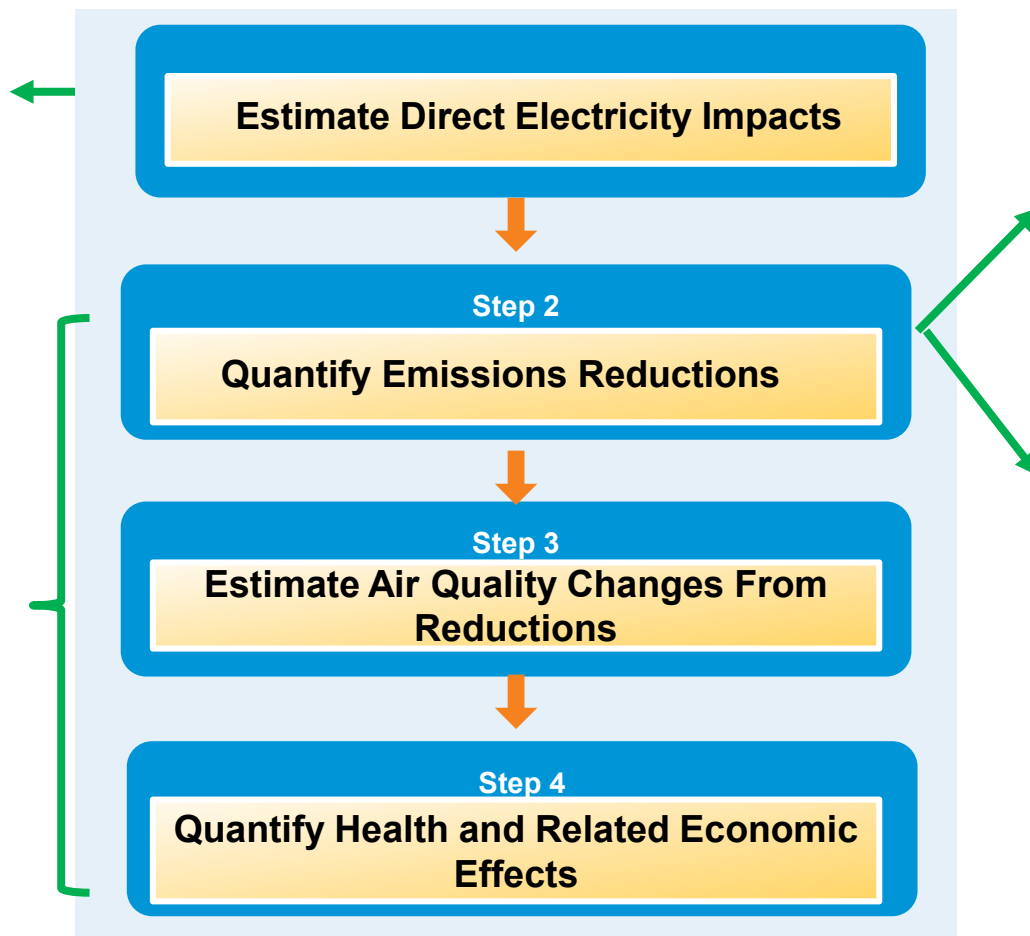 Estimate Direct Electricity Impacts
Step 2
Quantify Emissions Reductions
Step 3
Estimate Air Quality Changes From
Reductions
Step 4
Quantify Health and Related Economic
Effects